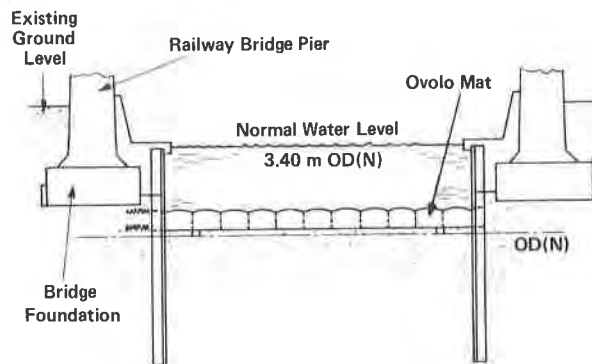 Existing
Ground
Level
Railway Bridge Pier
Ovolo Mat
Normal Water Level
3.40 m OD(N)
OD(N)
Bridge
Foundation